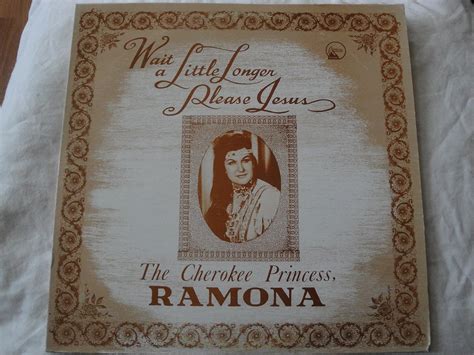 Wait
a Little Longer
Please Jesus
The Cherokee Princess,
RAMONA